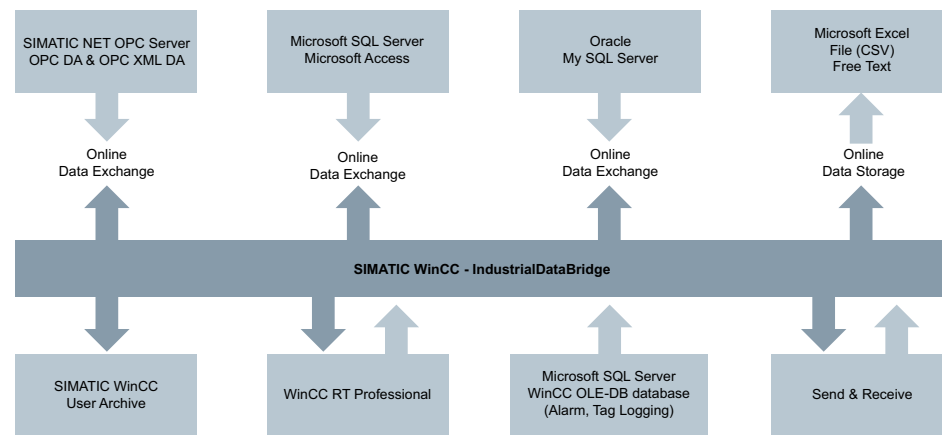 SIMATIC NET OPC Server
OPC DA & OPC XML DA
Microsoft SQL Server
Microsoft Access
Oracle
My SQL Server
Microsoft Excel
File (CSV)
Free Text
Online
Data Exchange
Online
Data Exchange
Online
Data Exchange
Online
Data Storage
SIMATIC WinCC - IndustrialDataBridge
SIMATIC WinCC
User Archive
WinCC RT Professional
Microsoft SQL Server
WinCC OLE-DB database
(Alarm, Tag Logging)
Send & Receive